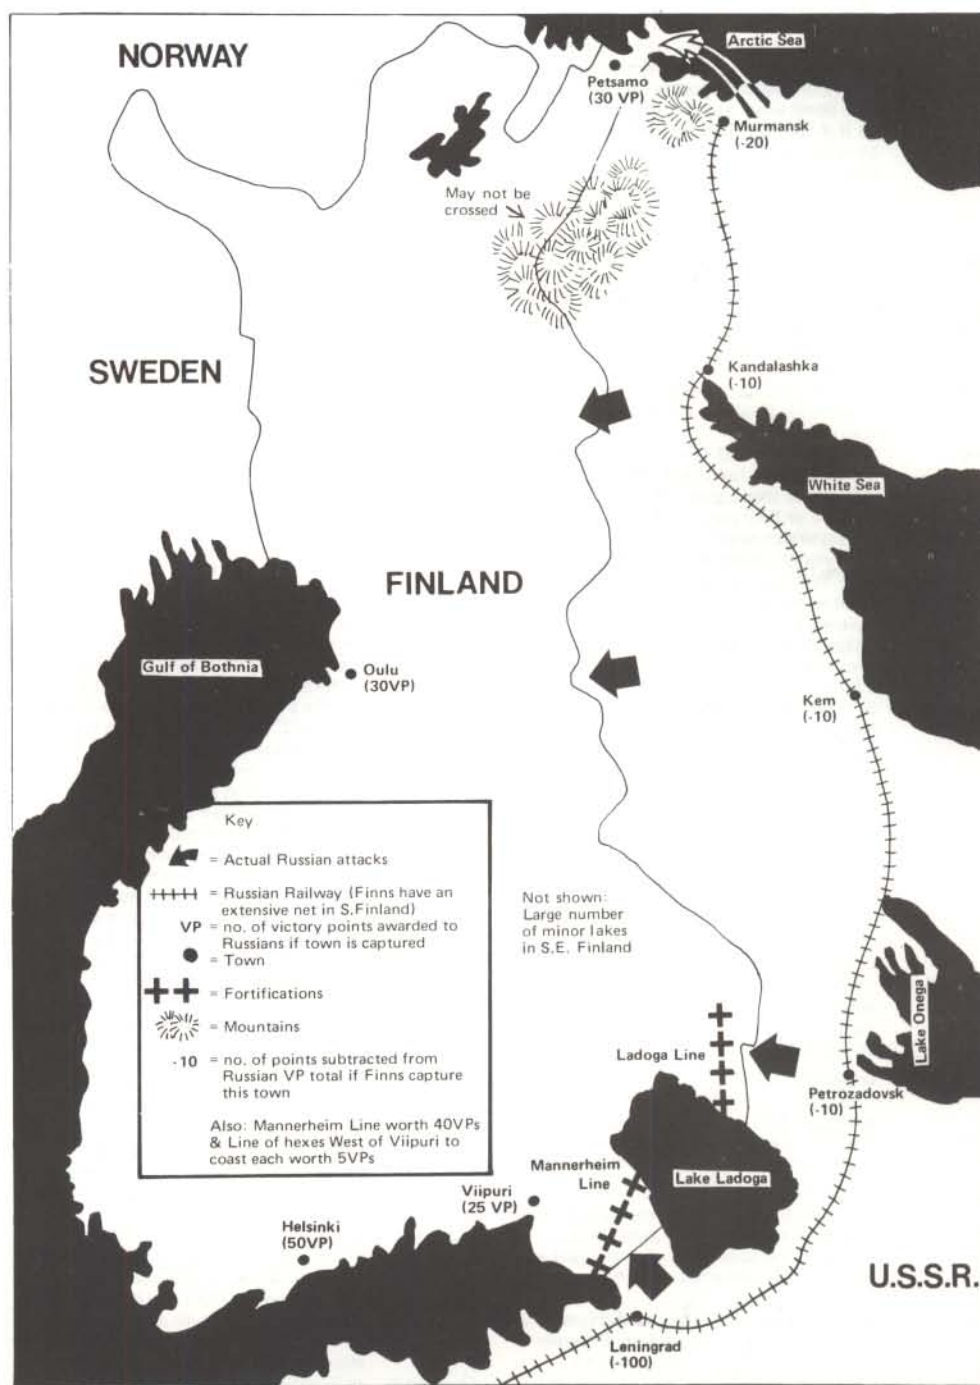 NORWAY
Arctic Sea
Petsamo
(30 VP)
Murmansk
(-20)
May not be
crossed
SWEDEN
Kandalashka
(-10)
White Sea
FINLAND
Gulf of Bothnia
Oulu
(30VP)
Kem
(-10)
Key
= Actual Russian attacks
= Russian Railway (Finns have an
extensive net in S.Finland)
VP = no. of victory points awarded to
Russians if town is captured
= Town
= Fortifications
= Mountains
-10 = no. of points subtracted from
Russian VP total if Finns capture
this town
Also: Mannerheim Line worth 40VPs
& Line of hexes West of Viipuri to
coast each worth 5VPs
Not shown:
Large number
of minor lakes
in S.E. Finland
Lake Onega
Ladoga Line
Petrozadovsk
(-10)
Mannerheim
Line
Lake Ladoga
Viipuri
(25 VP)
Helsinki
(50VP)
U.S.S.R.
Leningrad
(-100)